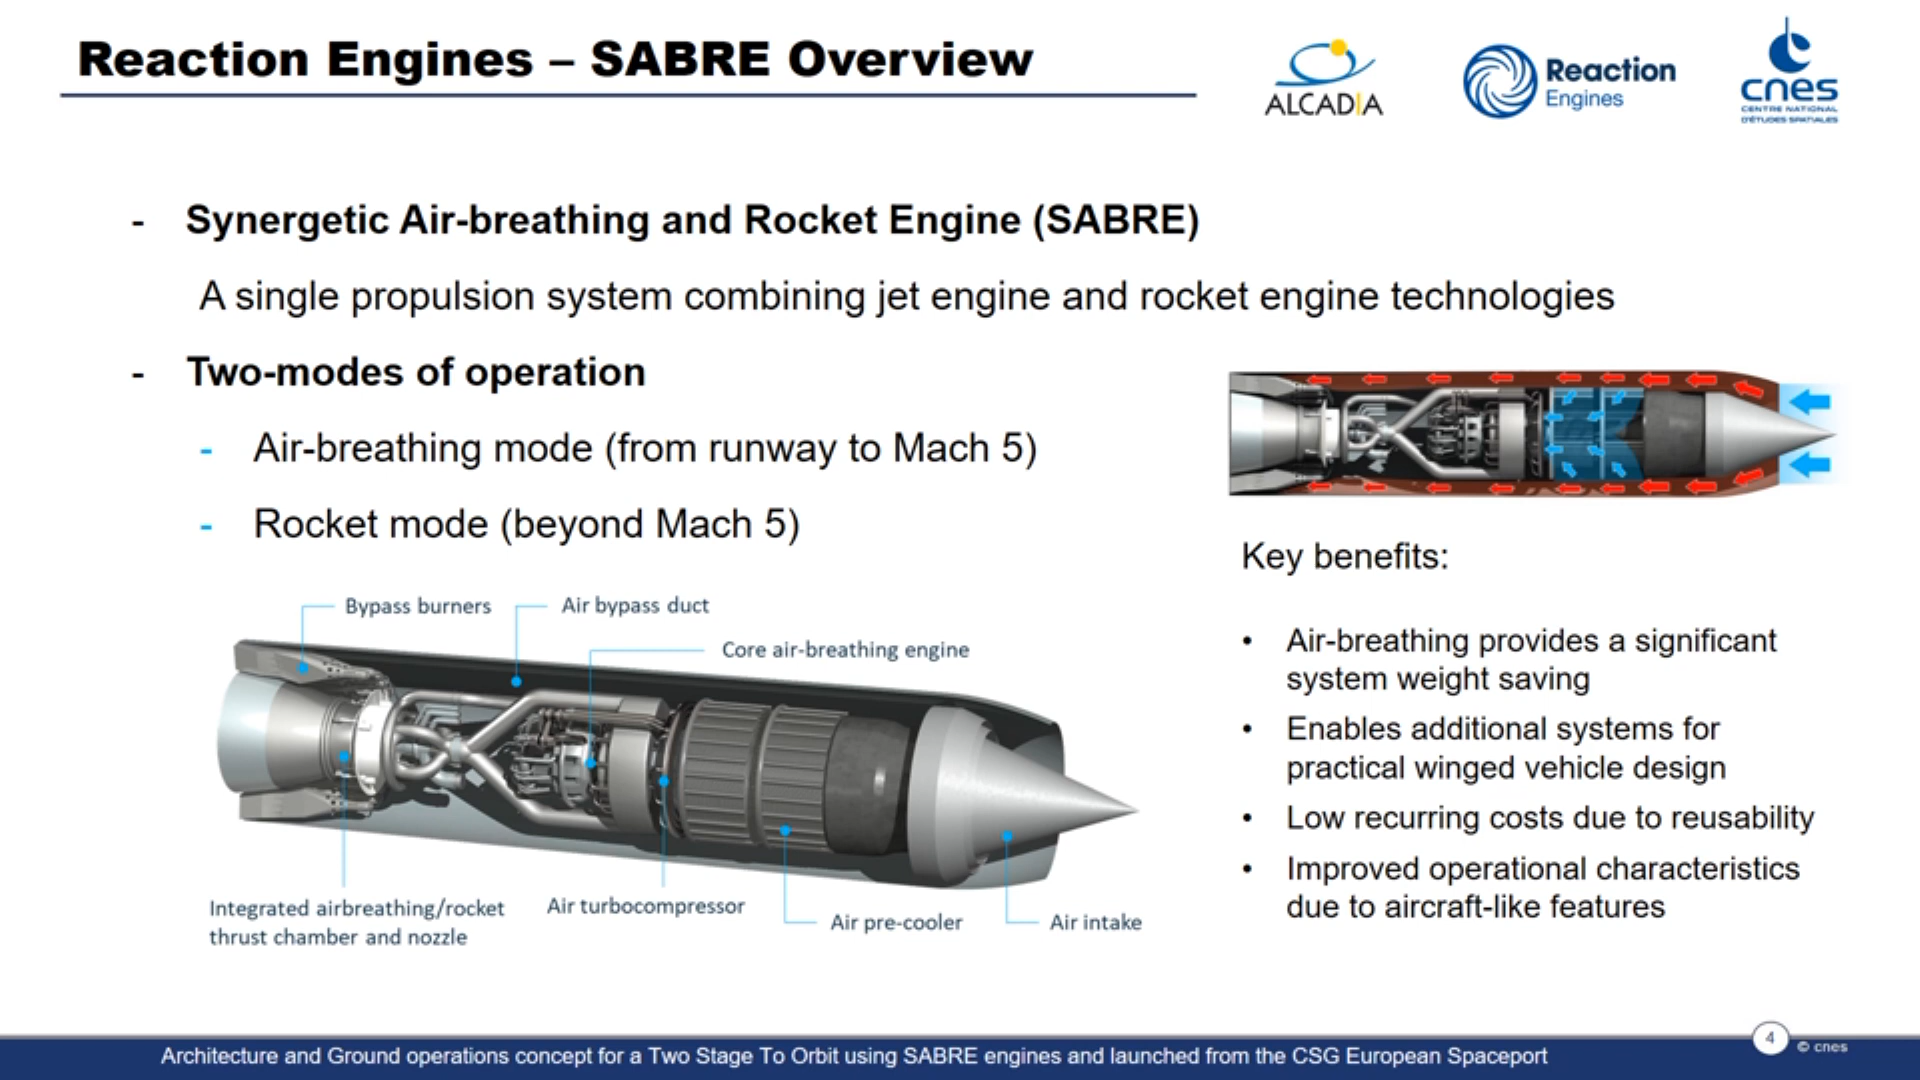 Reaction Engines – SABRE Overview
ALCADIA
Reaction
Engines
cnes
CENTRE NATIONAL
D'ÉTUDES SPATIALES
- Synergetic Air-breathing and Rocket Engine (SABRE)
A single propulsion system combining jet engine and rocket engine technologies
- Two-modes of operation
- Air-breathing mode (from runway to Mach 5)
- Rocket mode (beyond Mach 5)
Bypass burners
Air bypass duct
Core air-breathing engine
Integrated airbreathing/rocket
thrust chamber and nozzle
Air turbocompressor
Air pre-cooler
Air intake
Key benefits:
• Air-breathing provides a significant
system weight saving
• Enables additional systems for
practical winged vehicle design
• Low recurring costs due to reusability
• Improved operational characteristics
due to aircraft-like features
Architecture and Ground operations concept for a Two Stage To Orbit using SABRE engines and launched from the CSG European Spaceport
4
© cnes